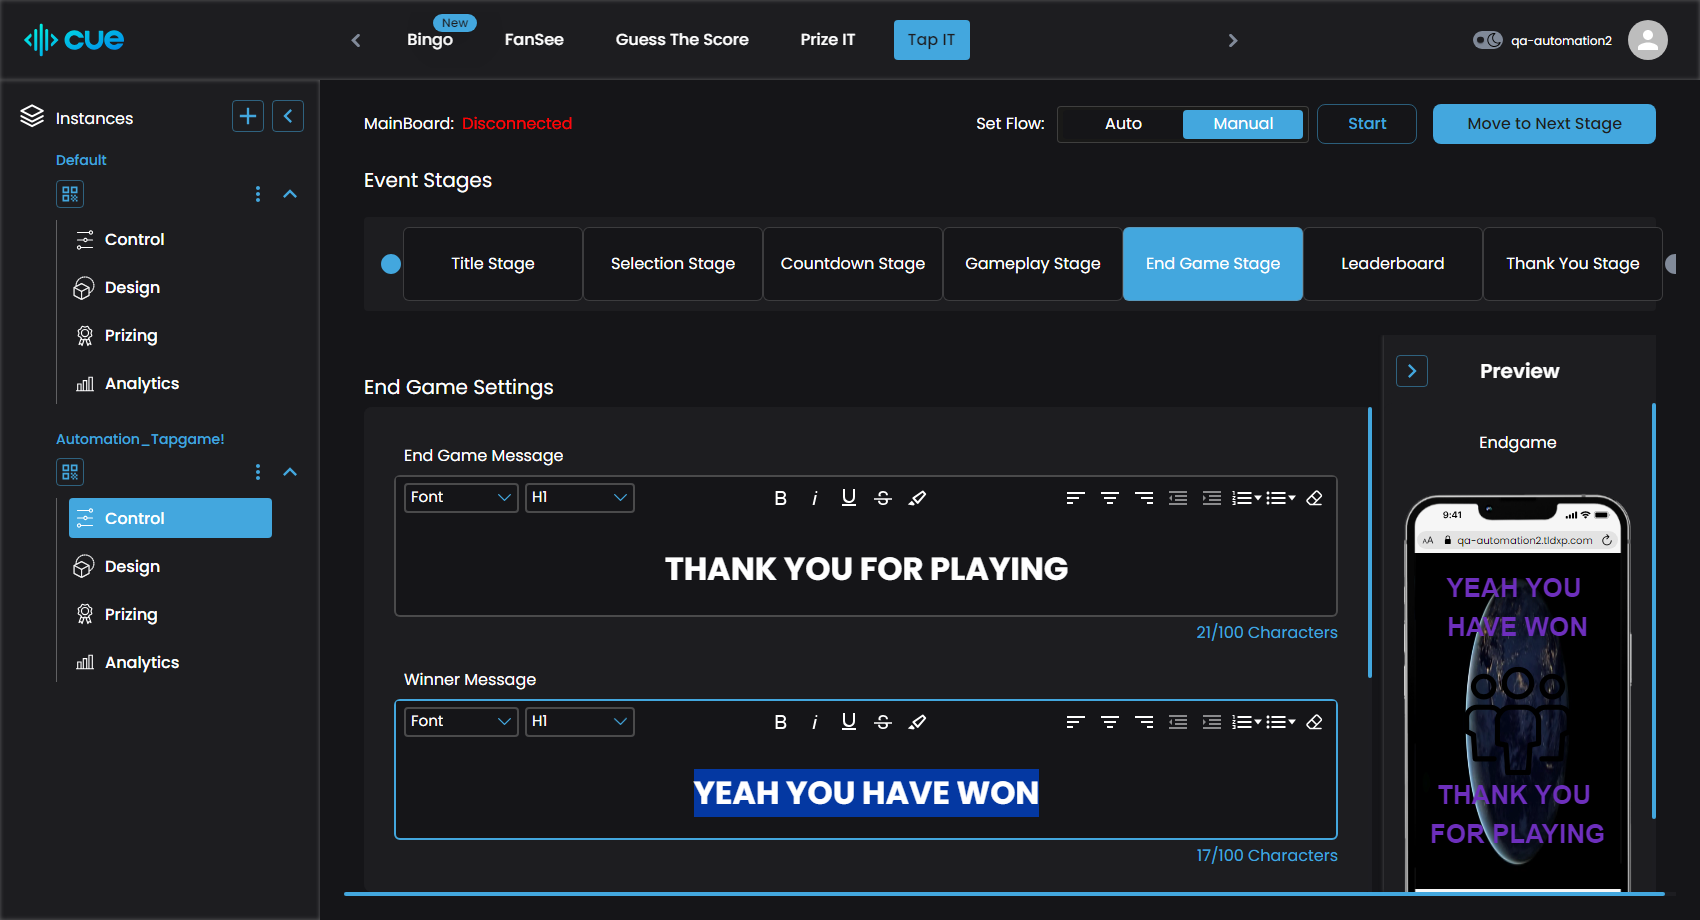 cue
Bingo
New
FanSee
Guess The Score
Prize IT
Tap IT
qa-automation2
Instances
Default
Control
Design
Prizing
Analytics
Automation_Tapgame!
Control
Design
Prizing
Analytics
MainBoard: Disconnected
Set Flow:
Auto
Manual
Start
Move to Next Stage
Event Stages
Title Stage
Selection Stage
Countdown Stage
Gameplay Stage
End Game Stage
Leaderboard
Thank You Stage
End Game Settings
End Game Message
Font
H1
B
i
U
S
THANK YOU FOR PLAYING
21/100 Characters
Winner Message
Font
H1
B
i
U
S
YEAH YOU HAVE WON
17/100 Characters
Preview
Endgame
9:41
AA
qa-automation2.tldxp.com
YEAH YOU
HAVE WON
THANK YOU
FOR PLAYING